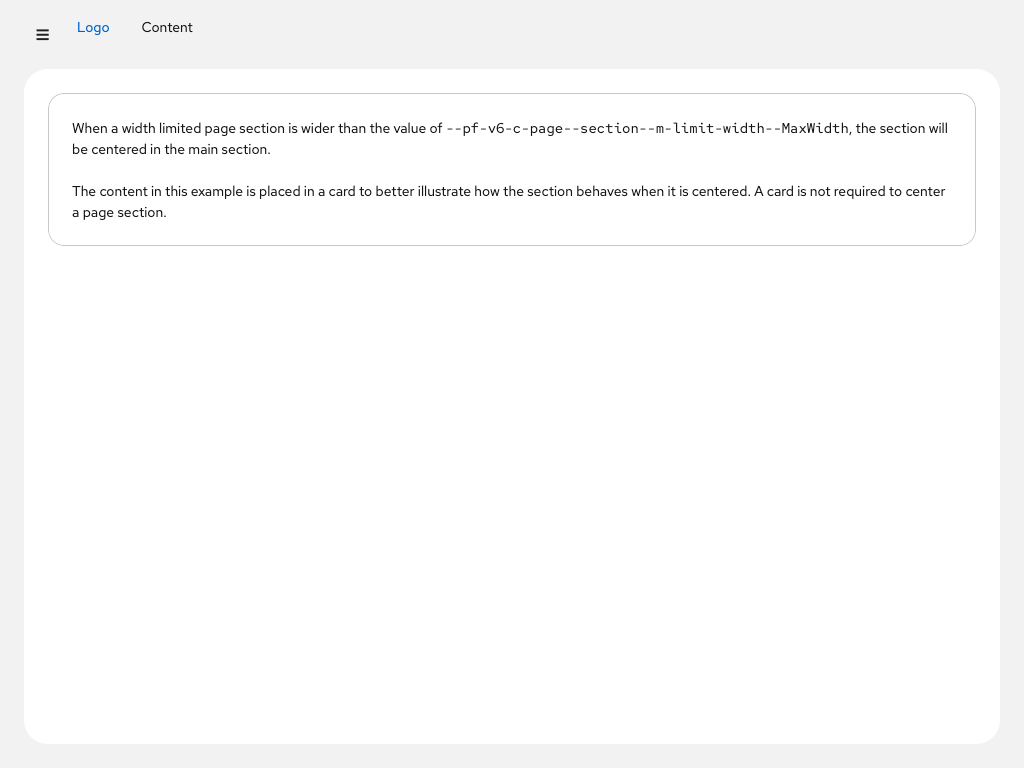 Logo Content
When a width limited page section is wider than the value of --pf-v6-c-page--section--m-limit-width--MaxWidth, the section will
be centered in the main section.
The content in this example is placed in a card to better illustrate how the section behaves when it is centered. A card is not required to center
a page section.